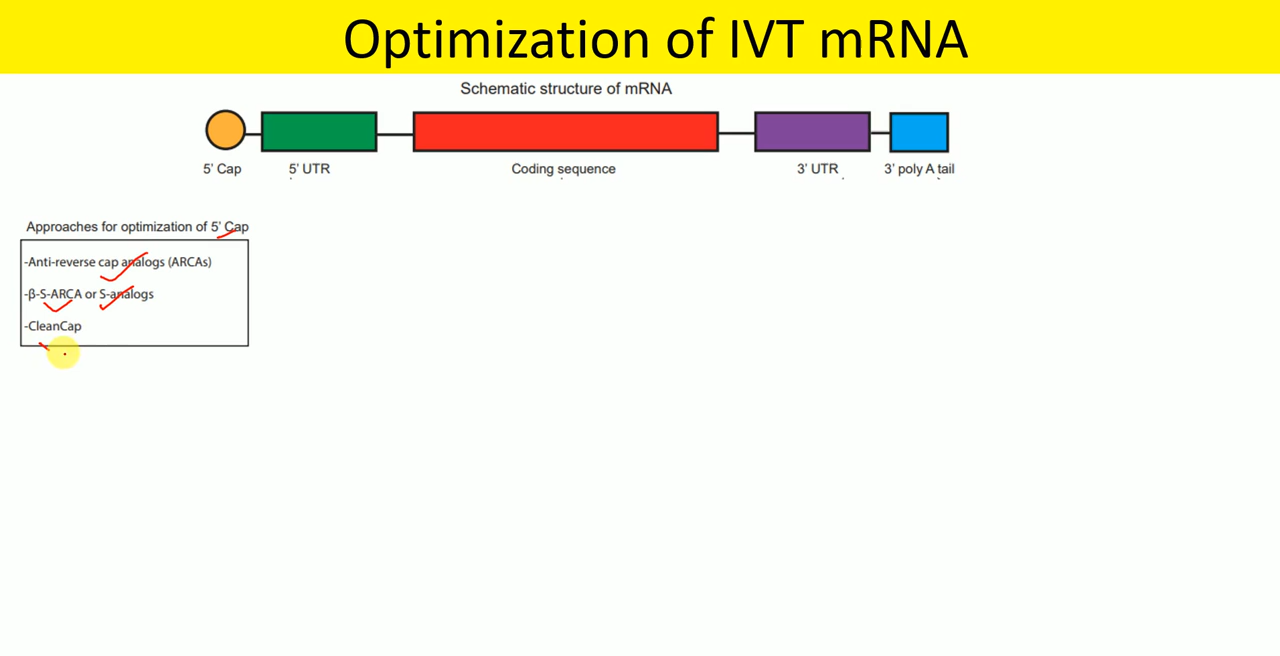 Optimization of IVT mRNA
Schematic structure of mRNA
5' Cap 5' UTR Coding sequence 3' UTR 3' poly A tail
Approaches for optimization of 5' Cap
-Anti-reverse cap analogs (ARCAs)
-β-S-ARCA or S-analogs
-CleanCap